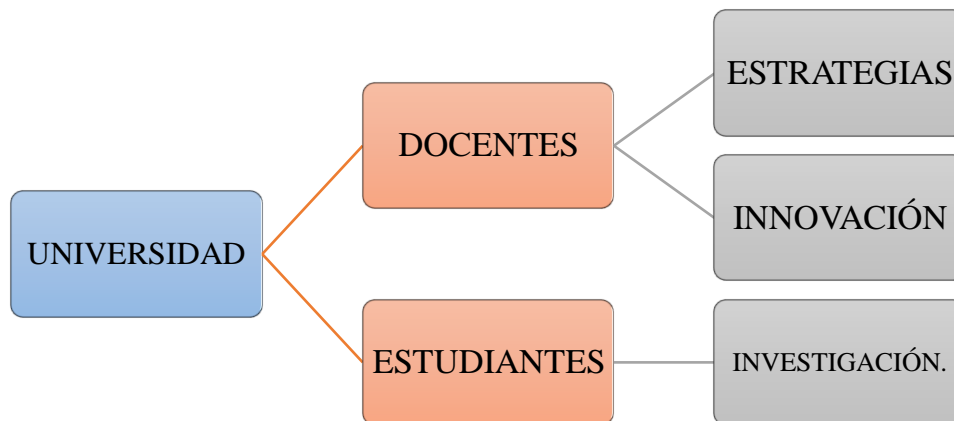 UNIVERSIDAD
DOCENTES
ESTRATEGIAS
INNOVACIÓN
ESTUDIANTES
INVESTIGACIÓN.